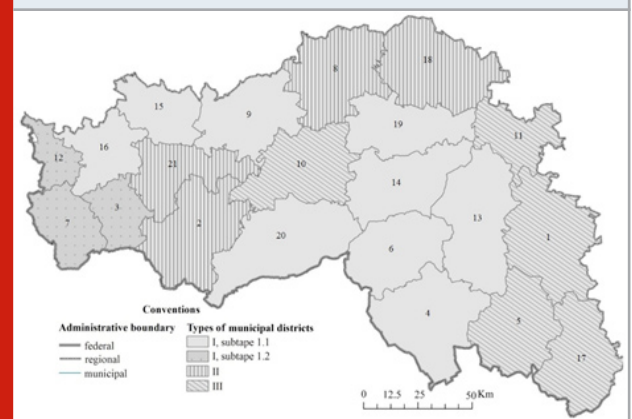 8
18
15
9
19
11
16
12
21
10
14
3
7
2
13
1
20
6
4
5
17
Conventions
Administrative boundary
federal
regional
municipal
Types of municipal districts
I, subtape 1.1
I, subtape 1.2
II
III
0 12.5 25 50 Km